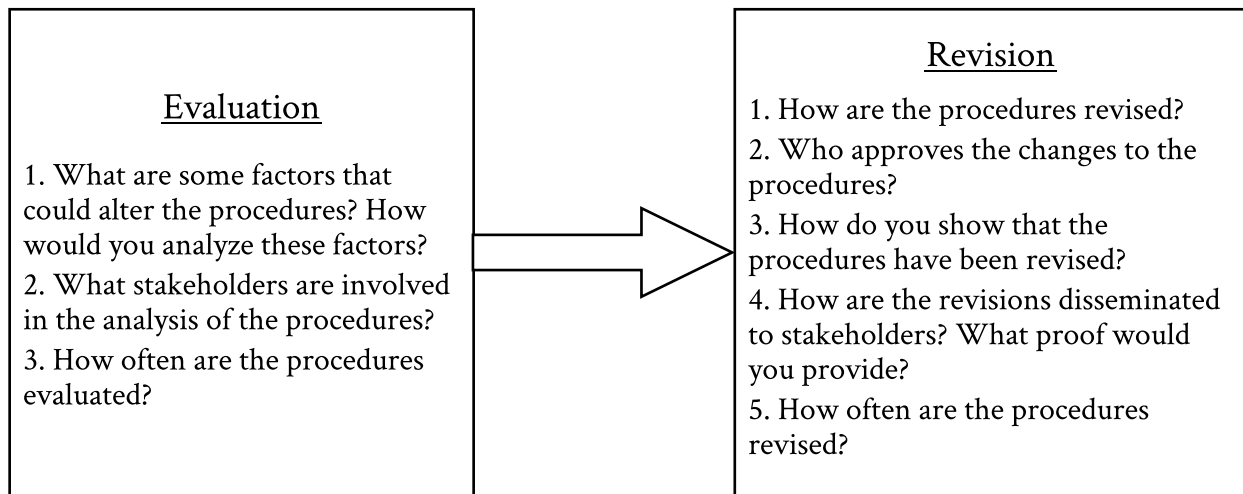 Evaluation
1. What are some factors that
could alter the procedures? How
would you analyze these factors?
2. What stakeholders are involved
in the analysis of the procedures?
3. How often are the procedures
evaluated?
Revision
1. How are the procedures revised?
2. Who approves the changes to the
procedures?
3. How do you show that the
procedures have been revised?
4. How are the revisions disseminated
to stakeholders? What proof would
you provide?
5. How often are the procedures
revised?